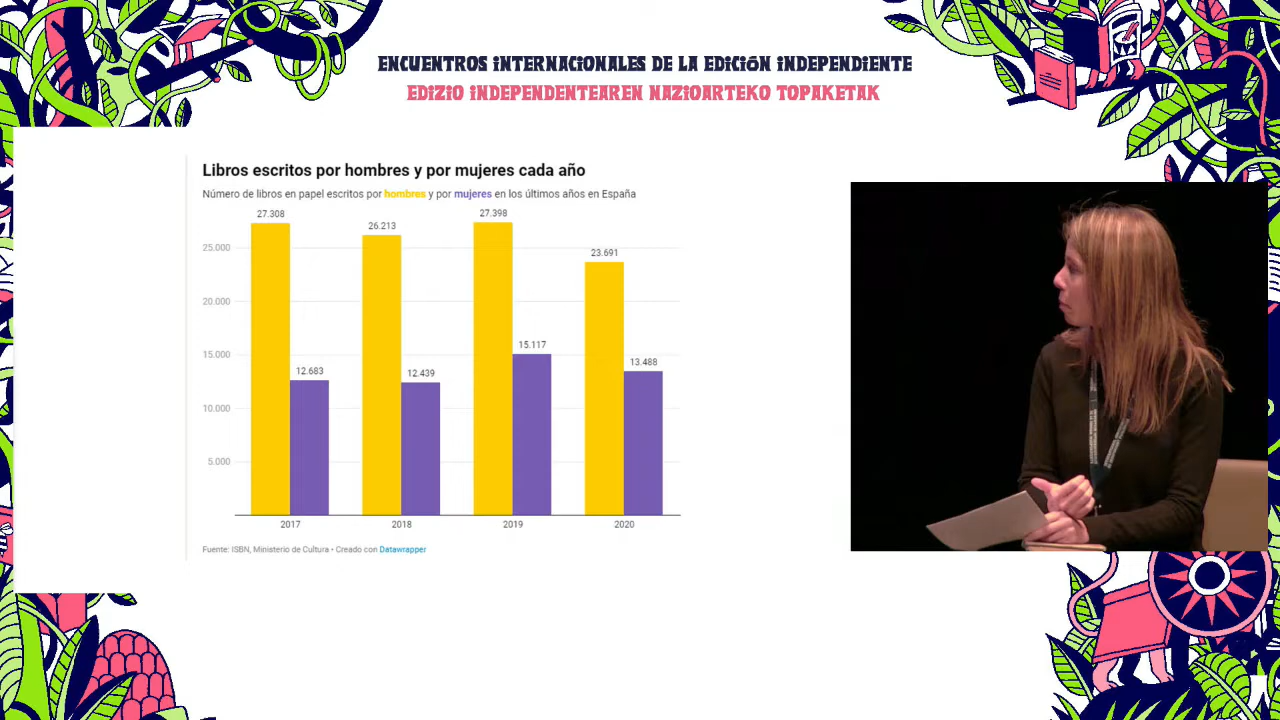 ENCUENTROS INTERNACIONALES DE LA EDICIÓN INDEPENDIENTE
EDIZIO INDEPENDENTEAREN NAZIOARTEKO TOPAKETAK
Libros escritos por hombres y por mujeres cada año
Número de libros en papel escritos por hombres y por mujeres en los últimos años en España
27.308
26.213
27.398
23.691
25.000
20.000
15.117
15.000
12.683
12.439
13.488
10.000
5.000
2017 2018 2019 2020
Fuente: ISBN, Ministerio de Cultura • Creado con Datawrapper